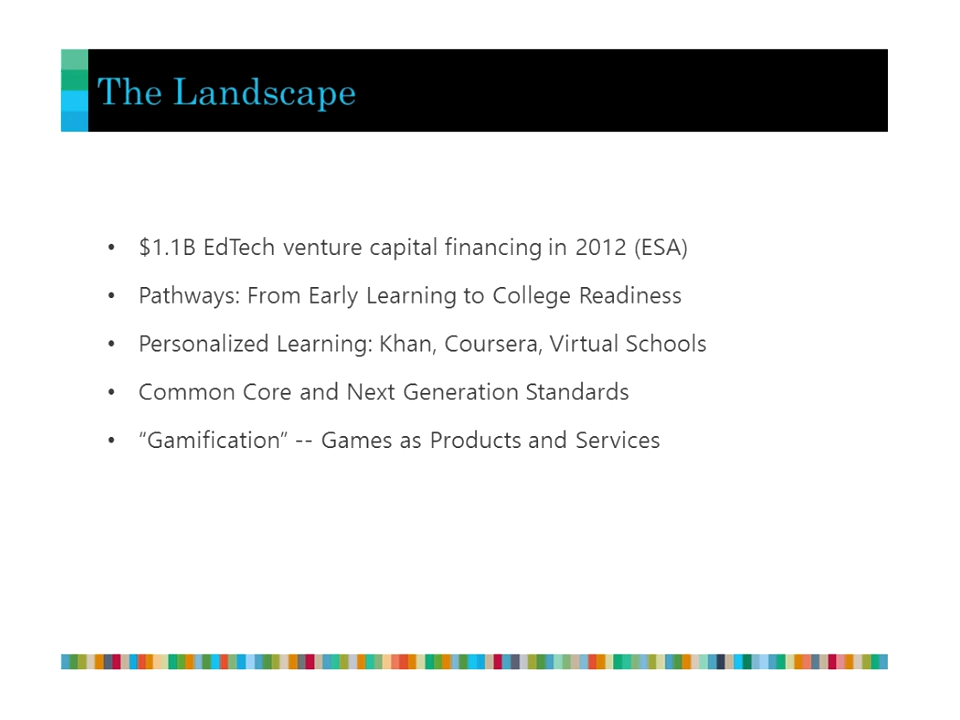 The Landscape
• $1.1B EdTech venture capital financing in 2012 (ESA)
• Pathways: From Early Learning to College Readiness
• Personalized Learning: Khan, Coursera, Virtual Schools
• Common Core and Next Generation Standards
• “Gamification” -- Games as Products and Services